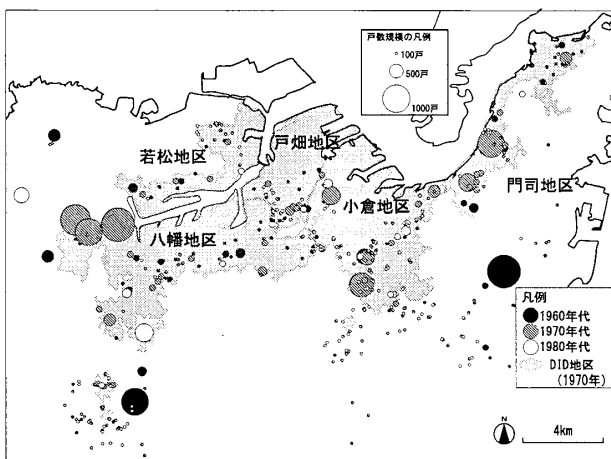 戸数規模の凡例
100戸
500戸
1000戸
若松地区
戸畑地区
門司地区
小倉地区
八幡地区
凡例
1960年代
1970年代
1980年代
DID地区
(1970年)
N
4km